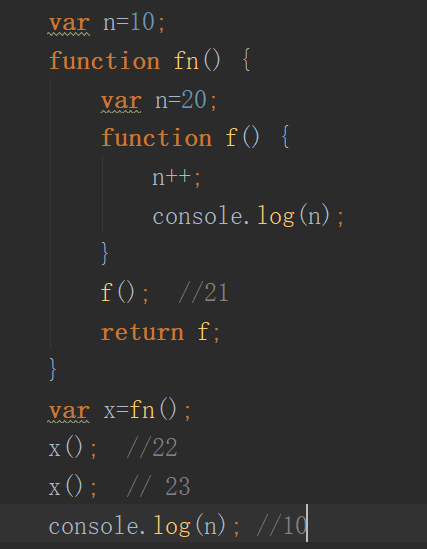 var n=10;
function fn() {
    var n=20;
    function f() {
        n++;
        console.log(n);
    }
    f();  //21
    return f;
}
var x=fn();
x();  //22
x();  // 23
console.log(n); //10